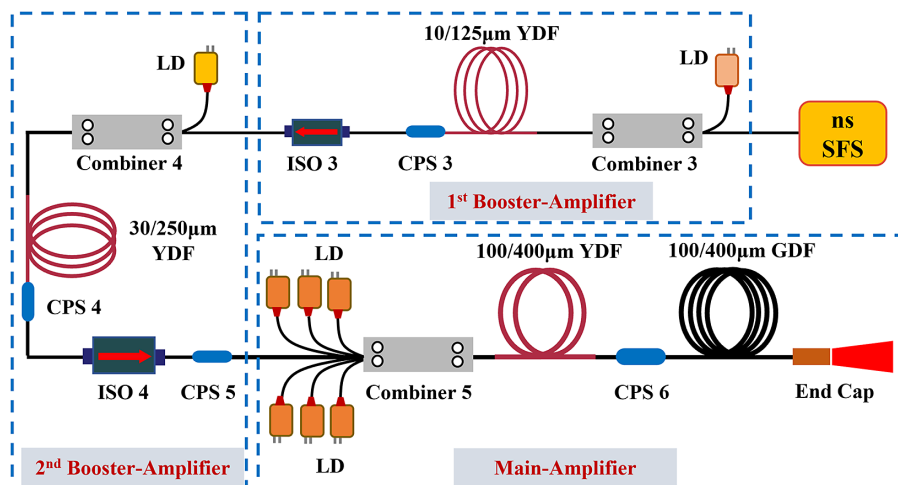 10/125μm YDF
LD
LD
ns
SFS
Combiner 4
ISO 3
CPS 3
Combiner 3
1st Booster-Amplifier
30/250μm
YDF
LD
100/400μm YDF
100/400μm GDF
CPS 4
ISO 4
CPS 5
Combiner 5
CPS 6
End Cap
LD
2nd Booster-Amplifier
Main-Amplifier